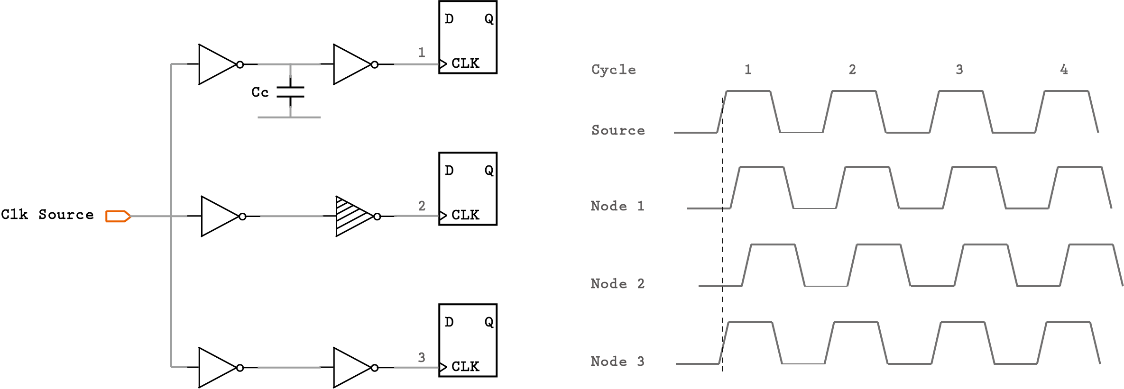 D Q
1
CLK
Cc
D Q
Clk Source
2
CLK
D Q
3
CLK
Cycle 1 2 3 4
Source
Node 1
Node 2
Node 3